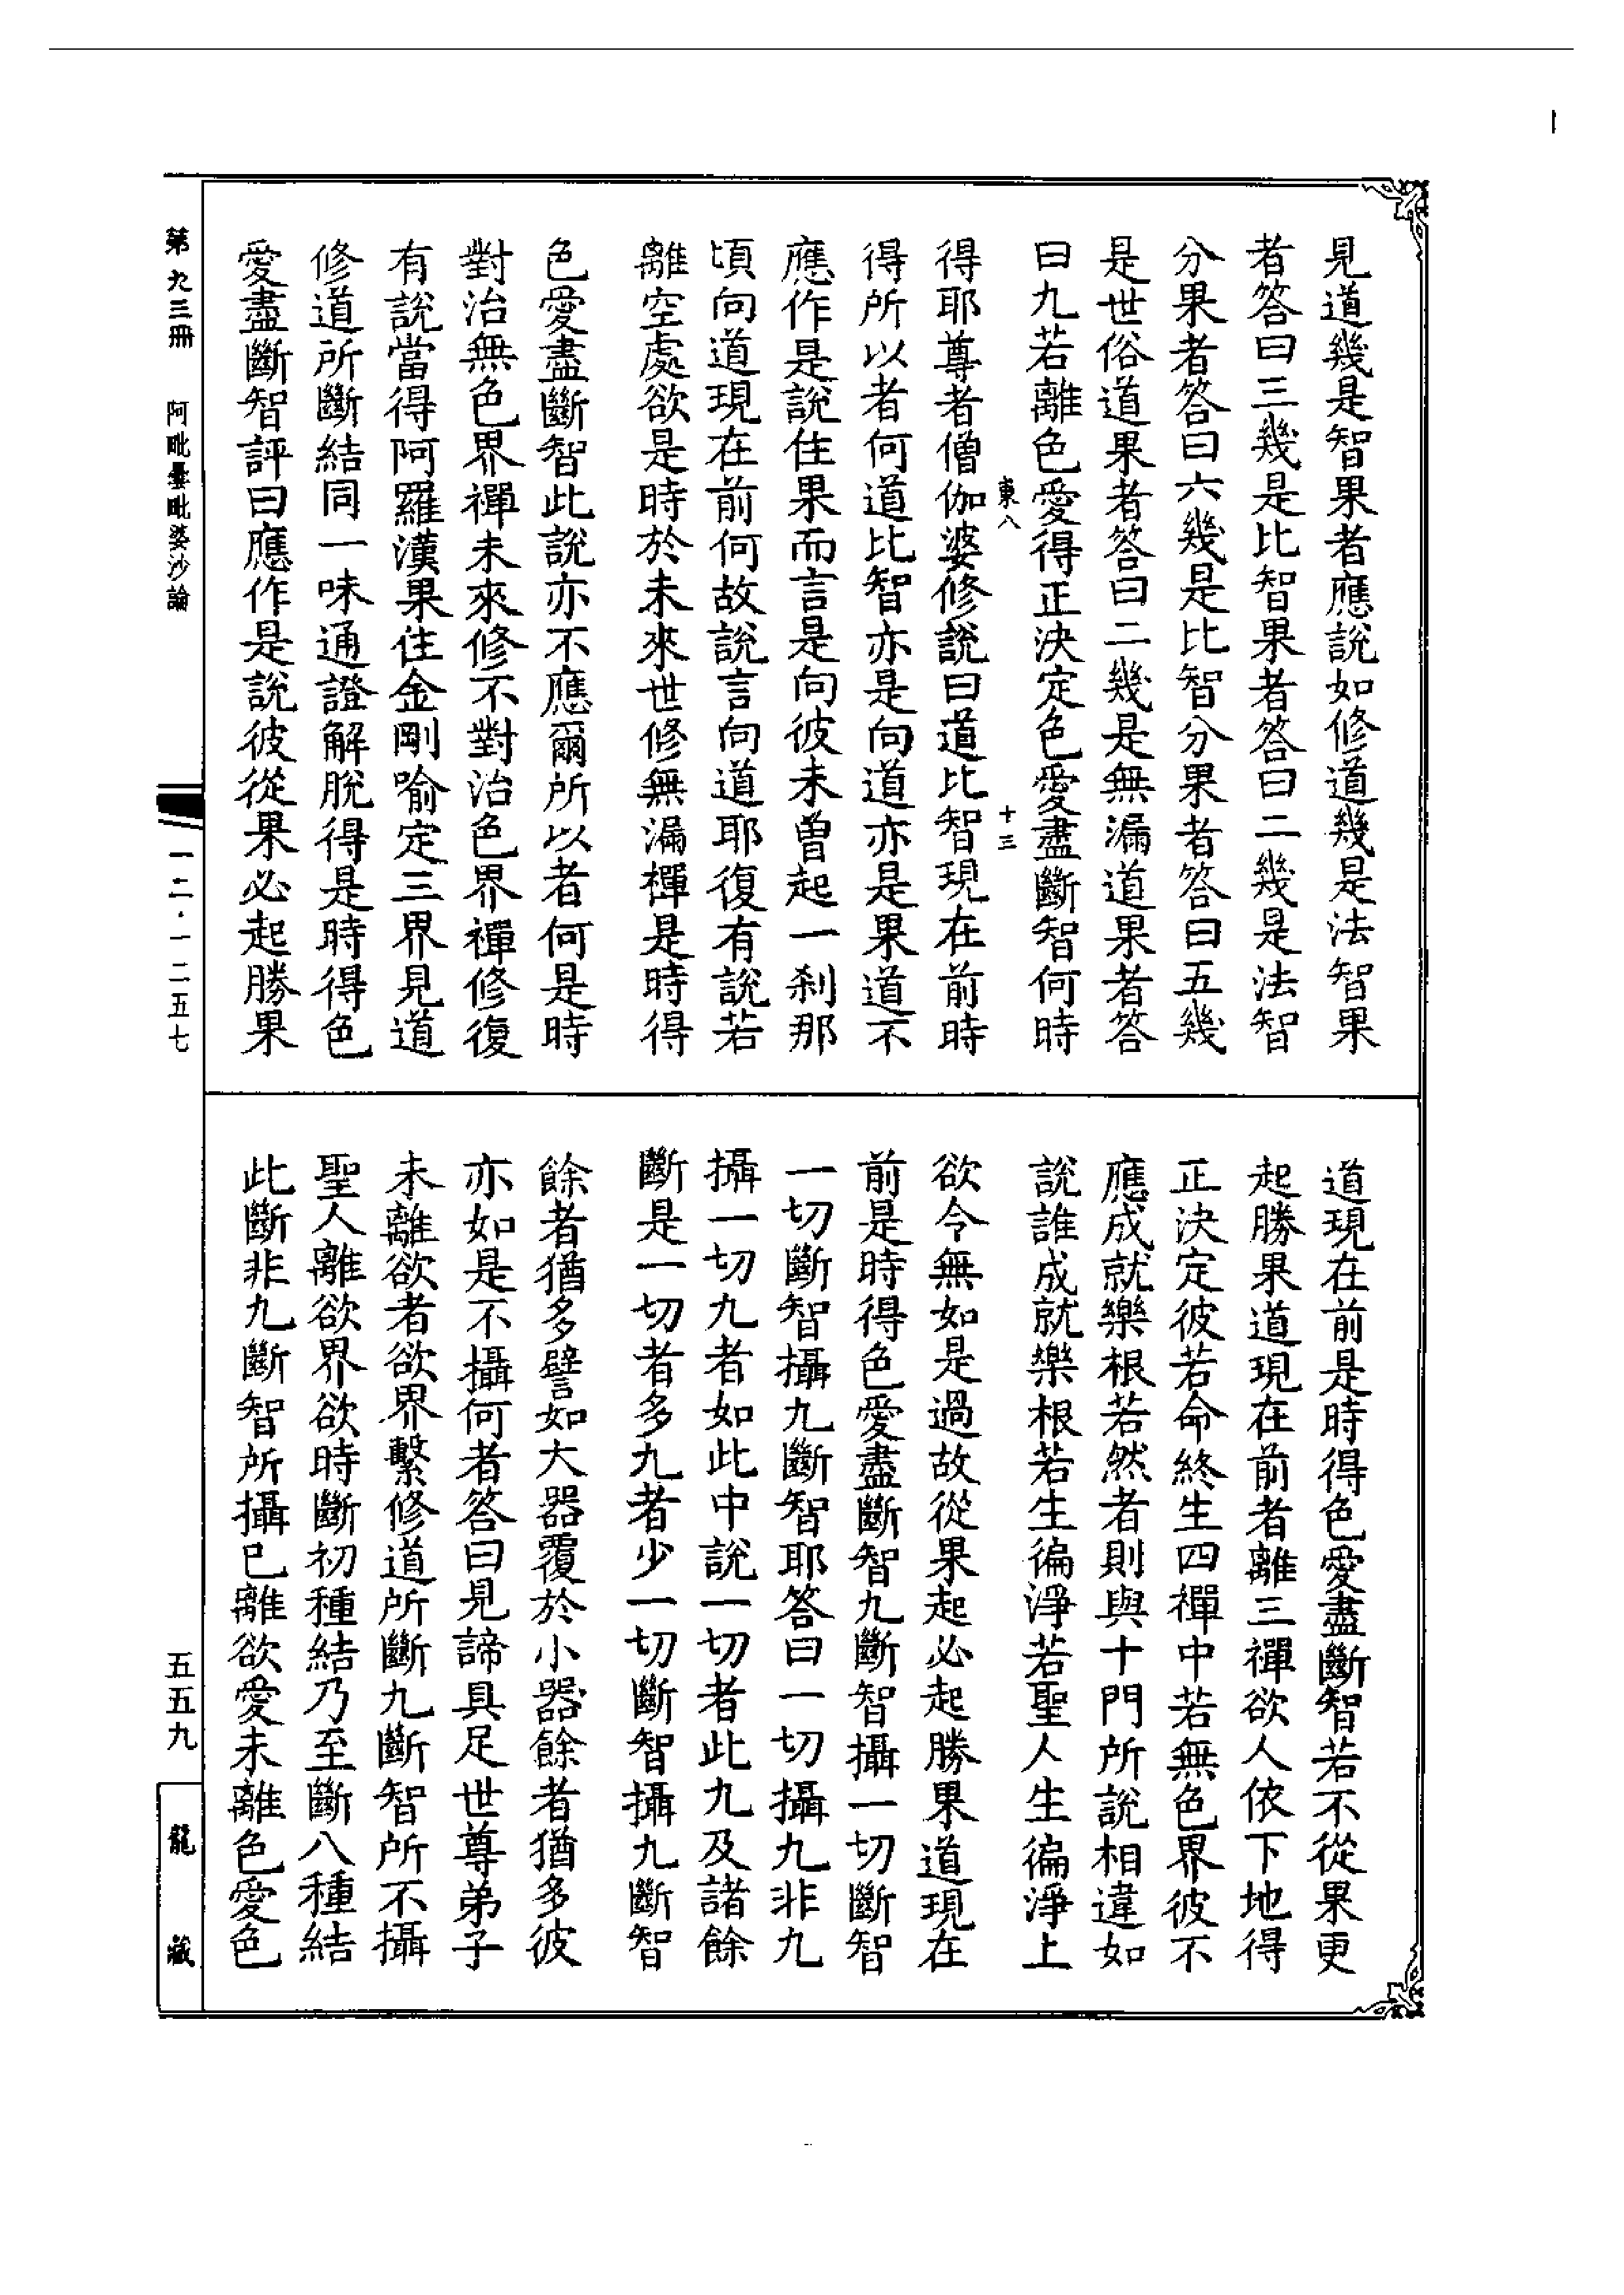 見道幾是智果者應說如修道幾是法智果
者答曰三幾是比智果者答曰二幾是法智
分果者答曰六幾是比智分果者答曰五幾
是世俗道果者答曰二幾是無漏道果者答
曰九若離色愛得正決定色愛盡斷智何時
東八 十三
得耶尊者僧伽婆修說曰道比智現在前時
得所以者何道比智亦是向道亦是果道不
應作是說住果而言是向彼未曾起一剎那
頃向道現在前何故說言向道耶復有說若
離空處欲是時於未來世修無漏禪是時得
色愛盡斷智此說亦不應爾所以者何是時
對治無色界禪未來修不對治色界禪修復
有說當得阿羅漢果住金剛喻定三界見道
修道所斷結同一味通證解脫得是時得色
愛盡斷智評曰應作是說彼從果必起勝果
道現在前是時得色愛盡斷智若不從果更
起勝果道現在前者離三禪欲人依下地得
正決定彼若命終生四禪中若無色界彼不
應成就樂根若然者則與十門所說相違如
說誰成就樂根若生徧淨若聖人生徧淨上
欲令無如是過故從果起必起勝果道現在
前是時得色愛盡斷智九斷智攝一切斷智
一切斷智攝九斷智耶答曰一切攝九非九
攝一切九者如此中說一切者此九及諸餘
斷是一切者多九者少一切斷智攝九斷智
餘者猶多譬如大器覆於小器餘者猶多彼
亦如是不攝何者答曰見諦具足世尊弟子
未離欲者欲界繫修道所斷九斷智所不攝
聖人離欲界欲時斷初種結乃至斷八種結
此斷非九斷智所攝已離欲愛未離色愛色
第九三冊 阿毗曇毗婆沙論 一二·一二五七 五五九 龍藏